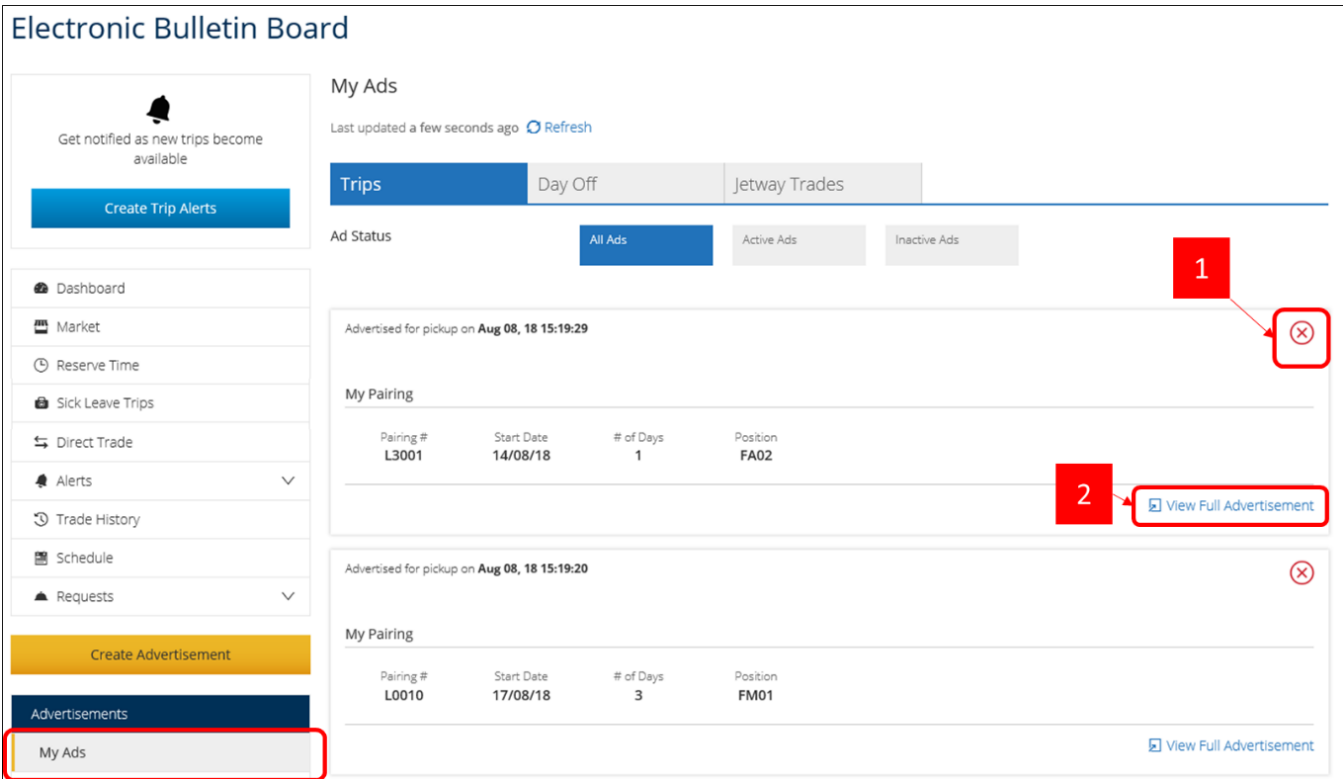 Electronic Bulletin Board
Get notified as new trips become
available
Create Trip Alerts
Dashboard
Market
Reserve Time
Sick Leave Trips
Direct Trade
Alerts
Trade History
Schedule
Requests
Create Advertisement
Advertisements
My Ads
My Ads
Last updated a few seconds ago Refresh
Trips Day Off Jetway Trades
Ad Status All Ads Active Ads Inactive Ads
1
Advertised for pickup on Aug 08, 18 15:19:29
My Pairing
Pairing # Start Date # of Days Position
L3001 14/08/18 1 FA02
2
View Full Advertisement
Advertised for pickup on Aug 08, 18 15:19:20
My Pairing
Pairing # Start Date # of Days Position
L0010 17/08/18 3 FM01
View Full Advertisement